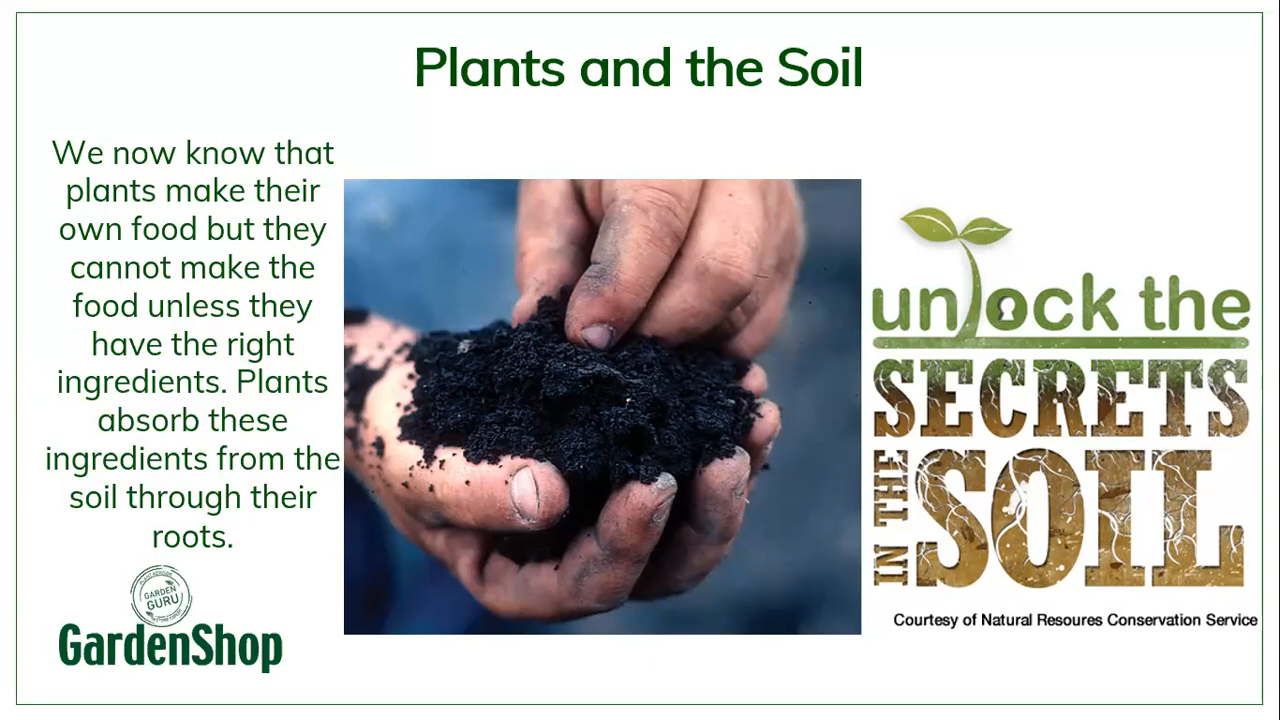 Plants and the Soil
We now know that
plants make their
own food but they
cannot make the
food unless they
have the right
ingredients. Plants
absorb these
ingredients from the
soil through their
roots.
GARDEN
GURU
GardenShop
unlock the
SECRETS
IN THE
SOIL
Courtesy of Natural Resoures Conservation Service